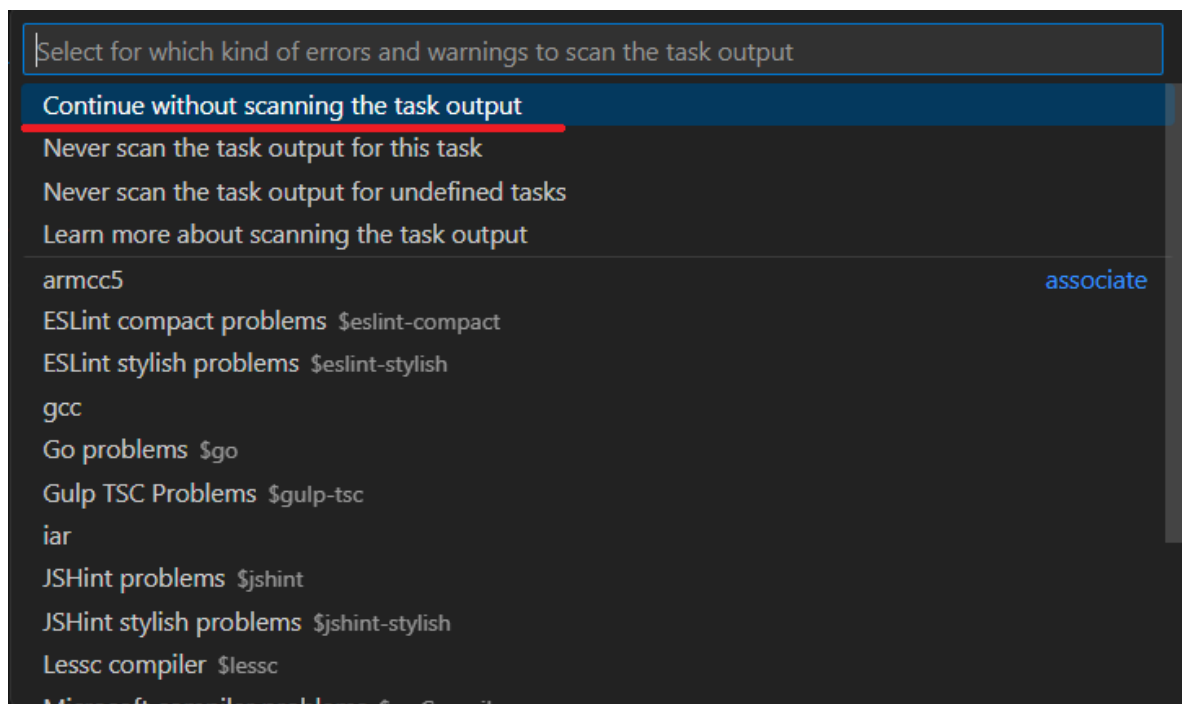 Select for which kind of errors and warnings to scan the task output
Continue without scanning the task output
Never scan the task output for this task
Never scan the task output for undefined tasks
Learn more about scanning the task output
armcc5 associate
ESLint compact problems $eslint-compact
ESLint stylish problems $eslint-stylish
gcc
Go problems $go
Gulp TSC Problems $gulp-tsc
iar
JSHint problems $jshint
JSHint stylish problems $jshint-stylish
Lessc compiler $lessc